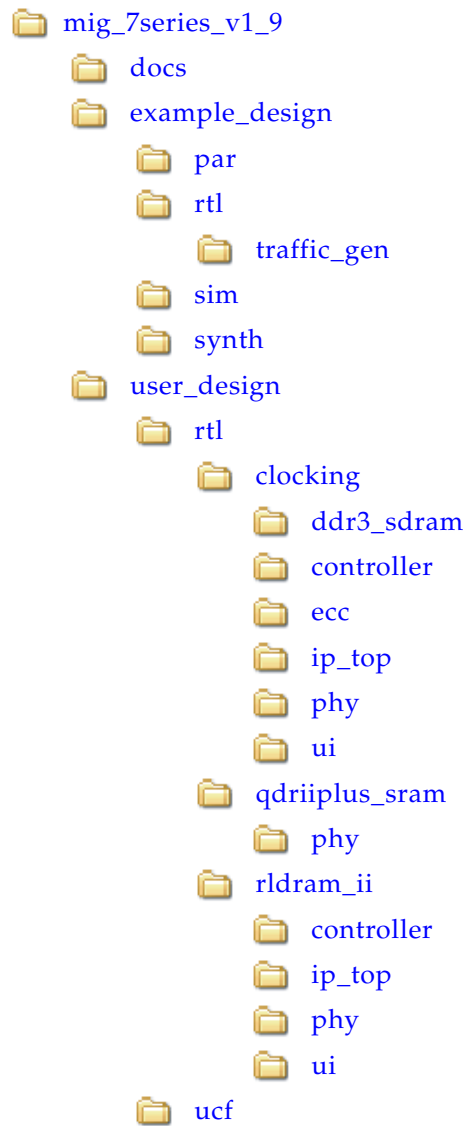 mig_7series_v1_9
docs
example_design
par
rtl
traffic_gen
sim
synth
user_design
rtl
clocking
ddr3_sdram
controller
ecc
ip_top
phy
ui
qdriiplus_sram
phy
rldram_ii
controller
ip_top
phy
ui
ucf